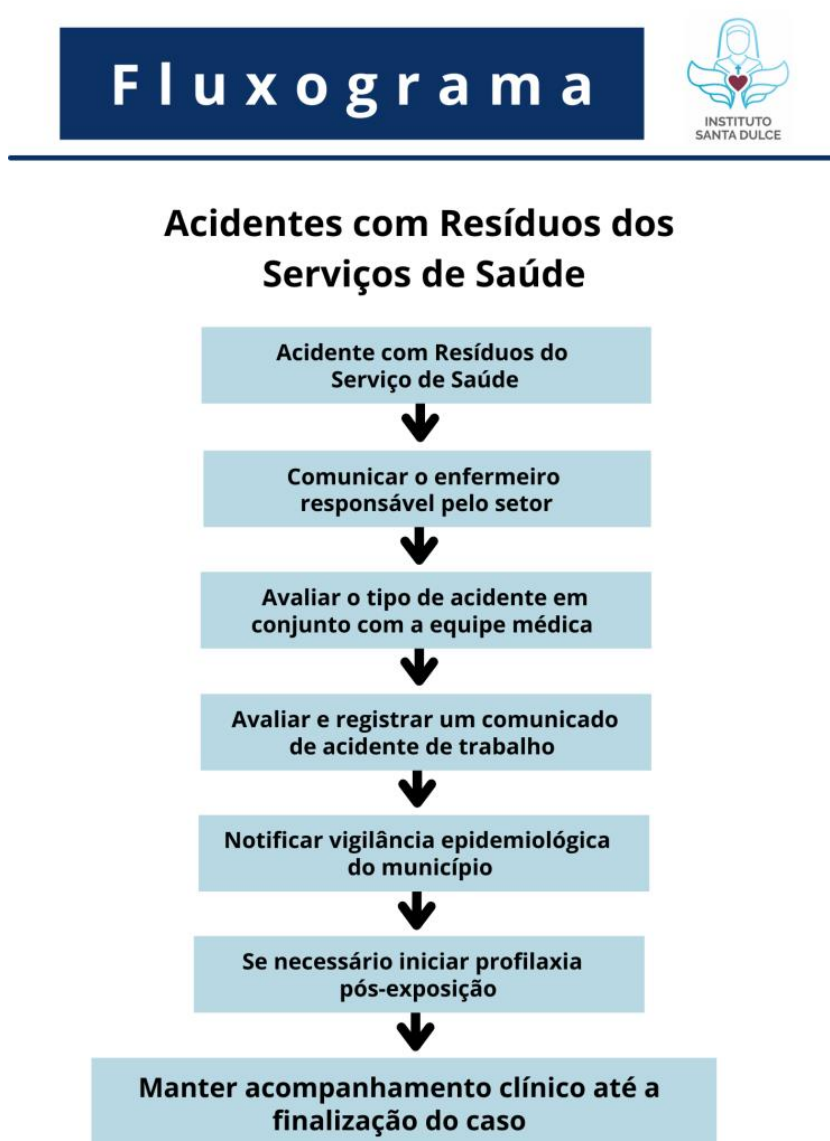 Fluxograma
INSTITUTO
SANTA DULCE
Acidentes com Resíduos dos
Serviços de Saúde
Acidente com Resíduos do
Serviço de Saúde
Comunicar o enfermeiro
responsável pelo setor
Avaliar o tipo de acidente em
conjunto com a equipe médica
Avaliar e registrar um comunicado
de acidente de trabalho
Notificar vigilância epidemiológica
do município
Se necessário iniciar profilaxia
pós-exposição
Manter acompanhamento clínico até a
finalização do caso